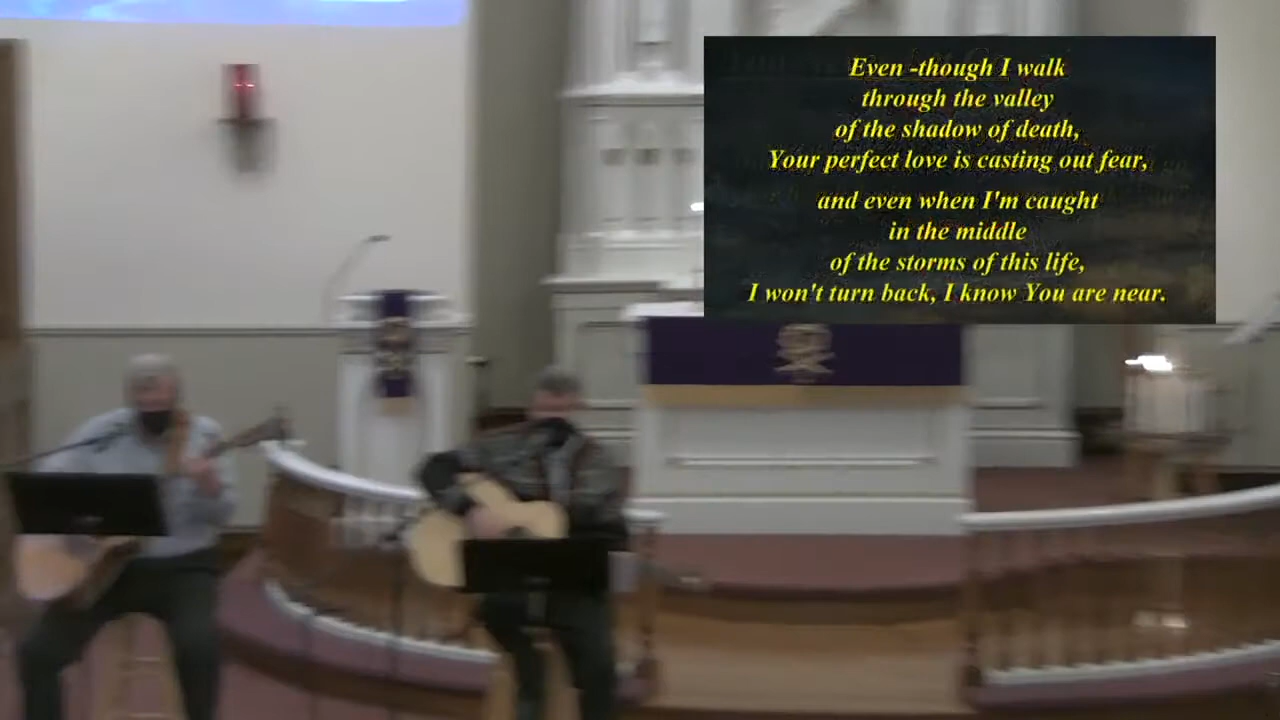 Even -though I walk
through the valley
of the shadow of death,
Your perfect love is casting out fear,
and even when I'm caught
in the middle
of the storms of this life,
I won't turn back, I know You are near.